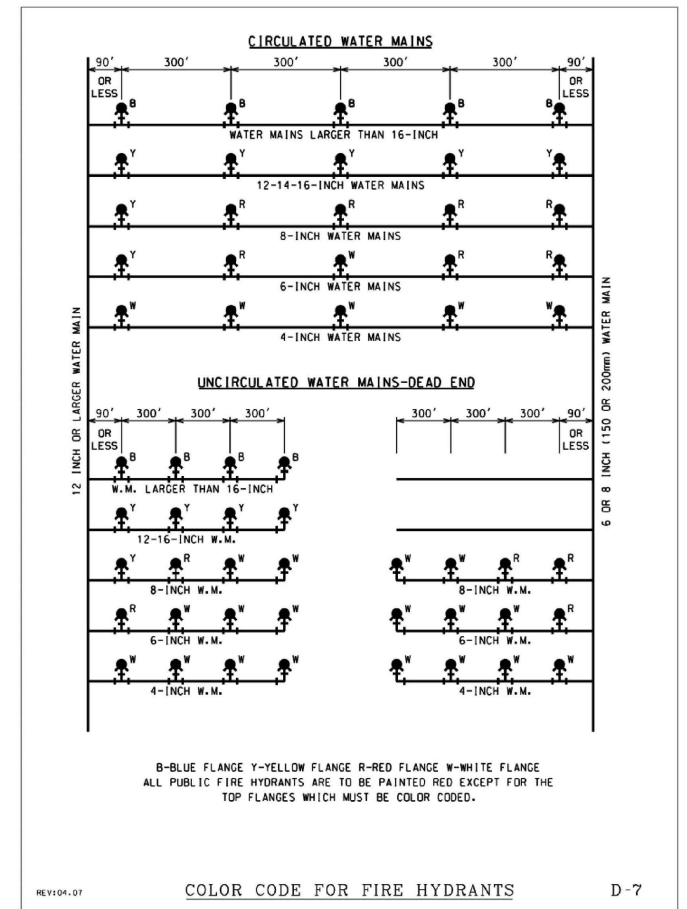 CIRCULATED WATER MAINS
90' 300' 300' 300' 300' 90'
OR LESS OR LESS
B B B B B
WATER MAINS LARGER THAN 16-INCH
Y Y Y Y Y
12-14-16-INCH WATER MAINS
Y R R R R
8-INCH WATER MAINS
Y R W R R
6-INCH WATER MAINS
W W W W W
4-INCH WATER MAINS
12 INCH OR LARGER WATER MAIN
6 OR 8 INCH (150 OR 200mm) WATER MAIN
UNCIRCULATED WATER MAINS-DEAD END
90' 300' 300' 300' 300' 300' 90'
OR LESS OR LESS
B B B B
W.M. LARGER THAN 16-INCH
Y Y Y Y
12-16-INCH W.M.
Y R W W W W R R
8-INCH W.M. 8-INCH W.M.
R W W W W W W R
6-INCH W.M. 6-INCH W.M.
W W W W W W W W
4-INCH W.M. 4-INCH W.M.
B-BLUE FLANGE Y-YELLOW FLANGE R-RED FLANGE W-WHITE FLANGE
ALL PUBLIC FIRE HYDRANTS ARE TO BE PAINTED RED EXCEPT FOR THE
TOP FLANGES WHICH MUST BE COLOR CODED.
REV:04.07 COLOR CODE FOR FIRE HYDRANTS D-7